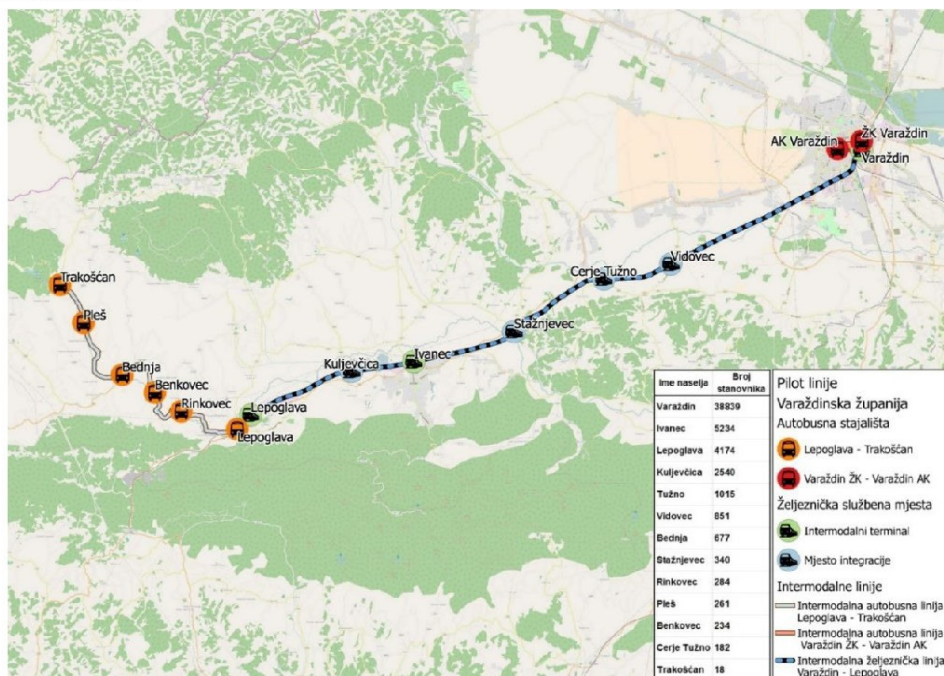 ŽK Varaždin
AK Varaždin
Varaždin
Vidovec
Cerje Tužno
Trakošćan
Pleš
Stažnjevec
Ivanec
Kuljevčica
Bednja
Benkovec
Rinkovec
Lepoglava
Lepoglava
Ime naselja Broj stanovnika
Varaždin 38839
Ivanec 5234
Lepoglava 4174
Kuljevčica 2540
Tužno 1015
Vidovec 851
Bednja 677
Stažnjevec 340
Rinkovec 284
Pleš 261
Benkovec 234
Cerje Tužno 182
Trakošćan 18
Pilot linije
Varaždinska županija
Autobusna stajališta
Lepoglava - Trakošćan
Varaždin ŽK - Varaždin AK
Željeznička službena mjesta
Intermodalni terminal
Mjesto integracije
Intermodalne linije
Intermodalna autobusna linija
Lepoglava - Trakošćan
Intermodalna autobusna linija
Varaždin ŽK - Varaždin AK
Intermodalna željeznička linija
Varaždin - Lepoglava